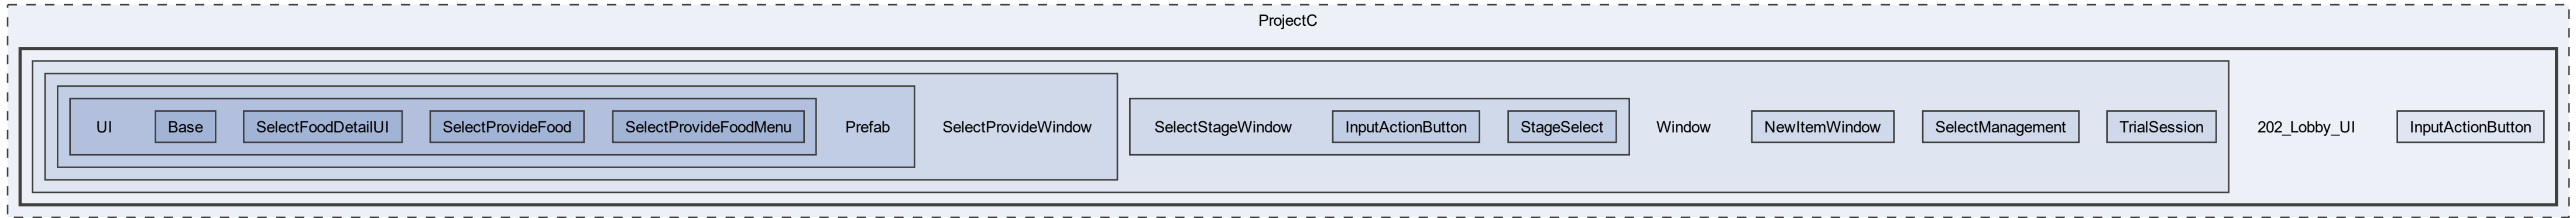 ProjectC
UI
Base
SelectFoodDetailUI
SelectProvideFood
SelectProvideFoodMenu
Prefab
SelectProvideWindow
SelectStageWindow
InputActionButton
StageSelect
Window
NewItemWindow
SelectManagement
TrialSession
202_Lobby_UI
InputActionButton